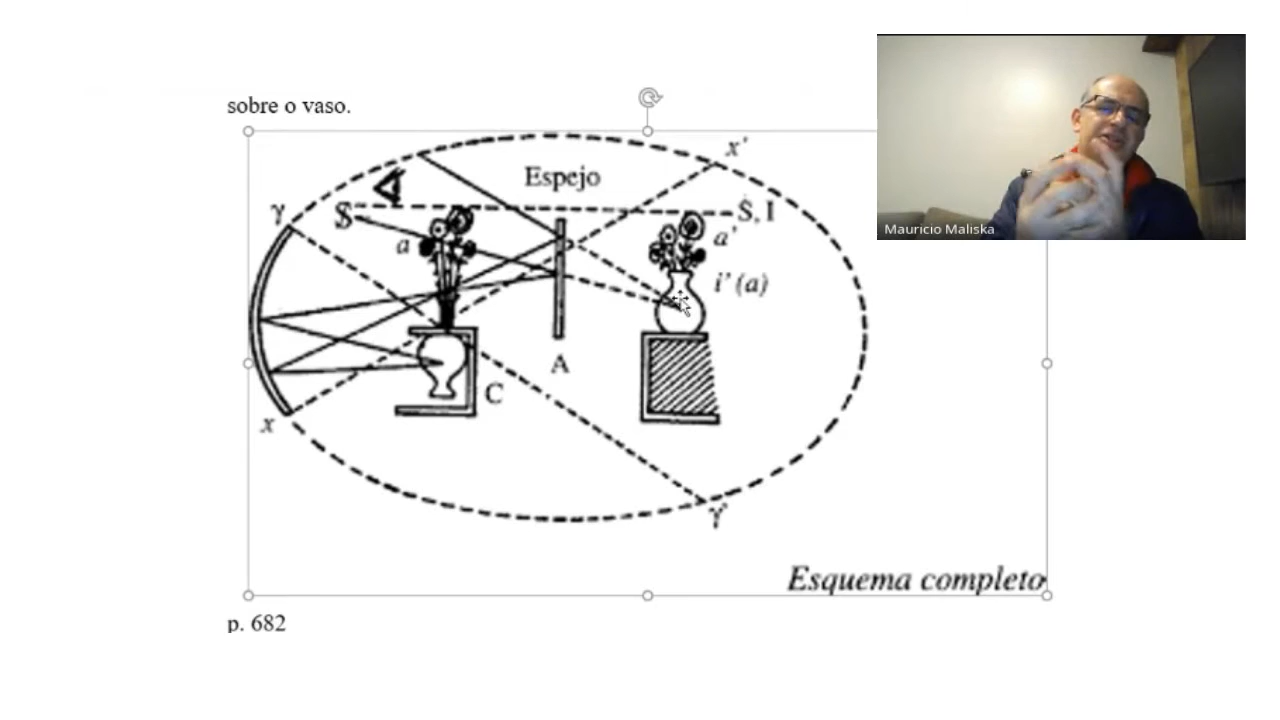 sobre o vaso.
x'
Espejo
γ
$
S, I
a
a'
i' (a)
A
C
x
γ'
Esquema completo
p. 682
Mauricio Maliska